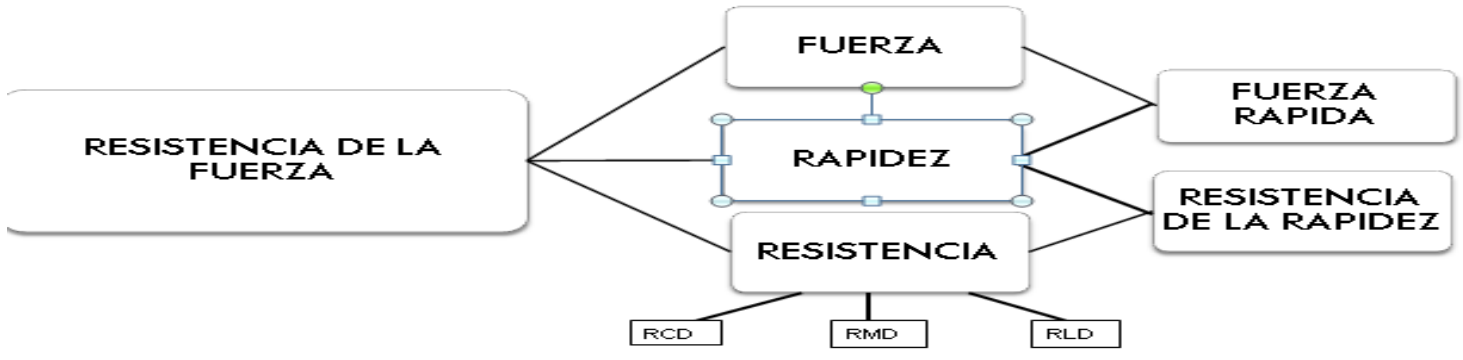 RESISTENCIA DE LA
FUERZA
FUERZA
RAPIDEZ
RESISTENCIA
FUERZA
RAPIDA
RESISTENCIA
DE LA RAPIDEZ
RCD
RMD
RLD